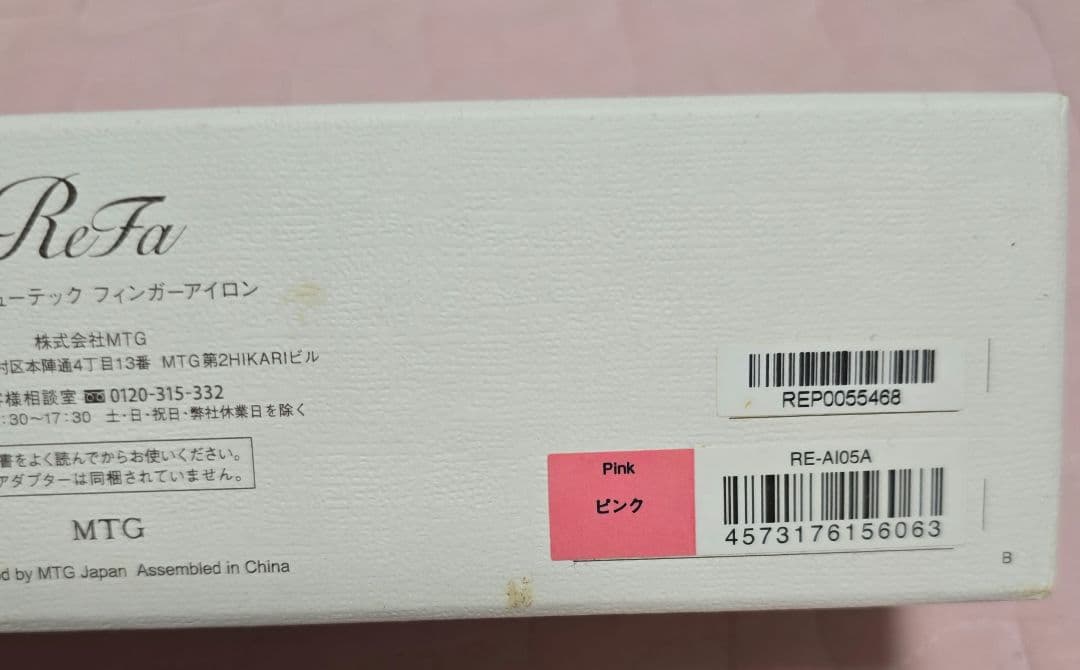 ReFa
ューテック フィンガーアイロン
株式会社MTG
村区本陣通4丁目13番 MTG第2HIKARIビル
客様相談室 0120-315-332
:30～17:30 土・日・祝日・弊社休業日を除く
書をよく読んでからお使いください。
アダプターは同梱されていません。
MTG
ed by MTG Japan Assembled in China
REP0055468
Pink
ピンク
RE-AI05A
4573176156063
B